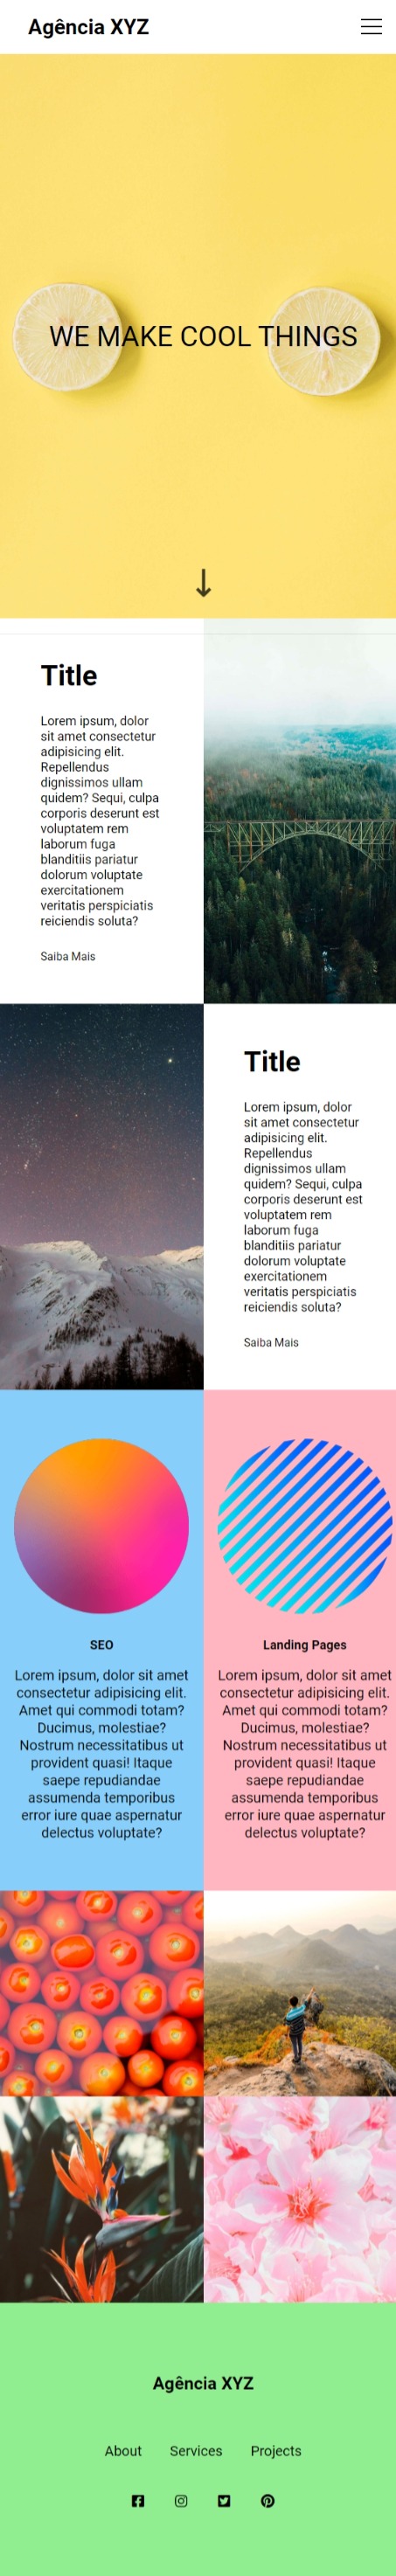 Agência XYZ
WE MAKE COOL THINGS
Title
Lorem ipsum, dolor
sit amet consectetur
adipisicing elit.
Repellendus
dignissimos ullam
quidem? Sequi, culpa
corporis deserunt est
voluptatem rem
laborum fuga
blanditiis pariatur
dolorum voluptate
exercitationem
veritatis perspiciatis
reiciendis soluta?
Saiba Mais
Title
Lorem ipsum, dolor
sit amet consectetur
adipisicing elit.
Repellendus
dignissimos ullam
quidem? Sequi, culpa
corporis deserunt est
voluptatem rem
laborum fuga
blanditiis pariatur
dolorum voluptate
exercitationem
veritatis perspiciatis
reiciendis soluta?
Saiba Mais
SEO
Lorem ipsum, dolor sit amet
consectetur adipisicing elit.
Amet qui commodi totam?
Ducimus, molestiae?
Nostrum necessitatibus ut
provident quasi! Itaque
saepe repudiandae
assumenda temporibus
error iure quae aspernatur
delectus voluptate?
Landing Pages
Lorem ipsum, dolor sit amet
consectetur adipisicing elit.
Amet qui commodi totam?
Ducimus, molestiae?
Nostrum necessitatibus ut
provident quasi! Itaque
saepe repudiandae
assumenda temporibus
error iure quae aspernatur
delectus voluptate?
Agência XYZ
About Services Projects